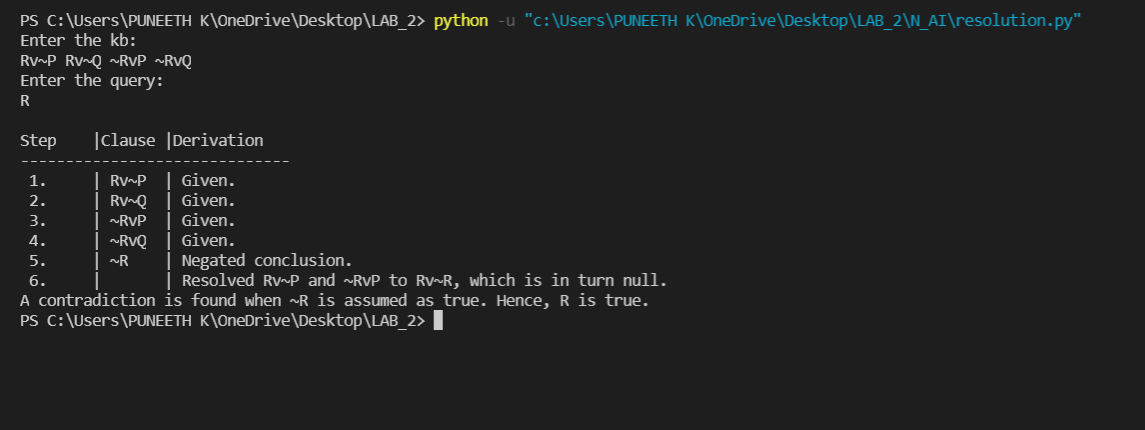 PS C:\Users\PUNEETH K\OneDrive\Desktop\LAB_2> python -u "c:\Users\PUNEETH K\OneDrive\Desktop\LAB_2\N_AI\resolution.py"
Enter the kb:
Rv~P Rv~Q ~RvP ~RvQ
Enter the query:
R
Step    |Clause |Derivation
------------------------------
 1.     | Rv~P  | Given.
 2.     | Rv~Q  | Given.
 3.     | ~RvP  | Given.
 4.     | ~RvQ  | Given.
 5.     | ~R    | Negated conclusion.
 6.     |       | Resolved Rv~P and ~RvP to Rv~R, which is in turn null.
A contradiction is found when ~R is assumed as true. Hence, R is true.
PS C:\Users\PUNEETH K\OneDrive\Desktop\LAB_2>